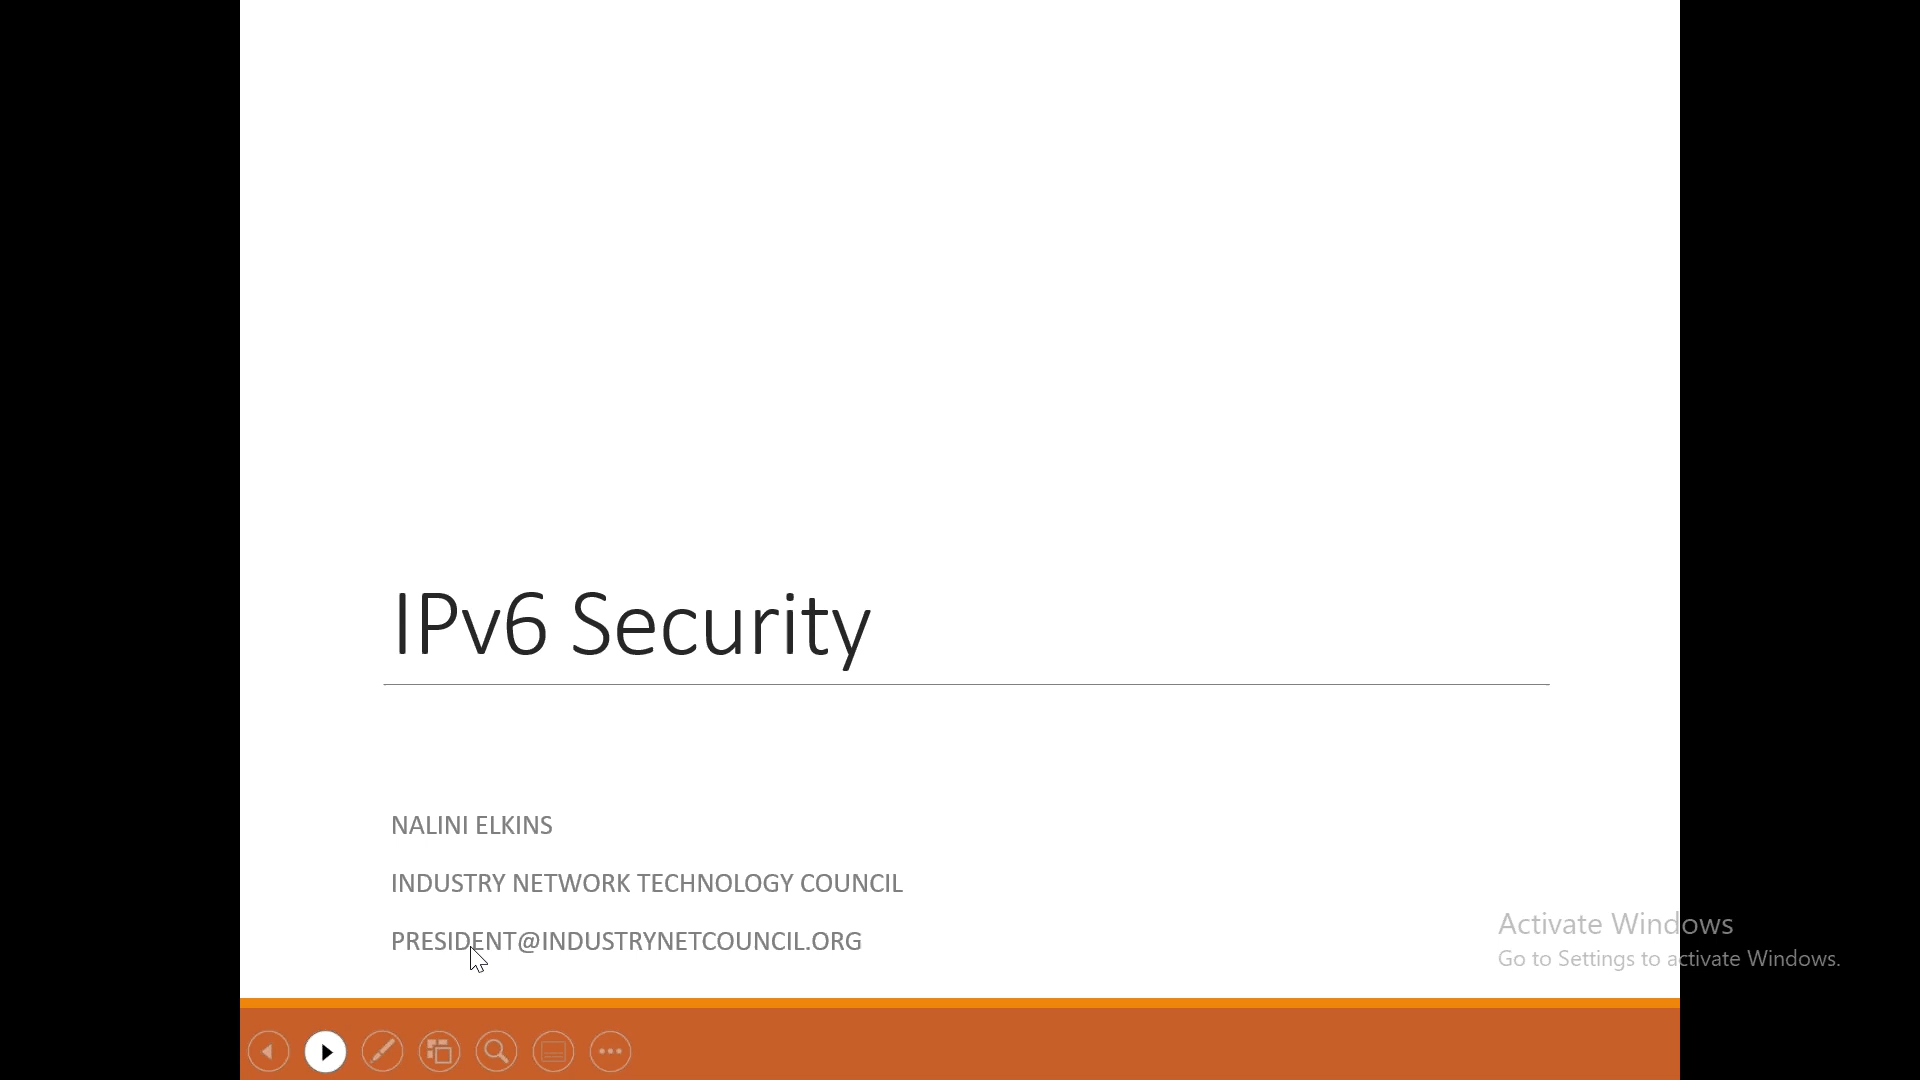 IPv6 Security
NALINI ELKINS
INDUSTRY NETWORK TECHNOLOGY COUNCIL
PRESIDENT@INDUSTRYNETCOUNCIL.ORG
Activate Windows
Go to Settings to activate Windows.